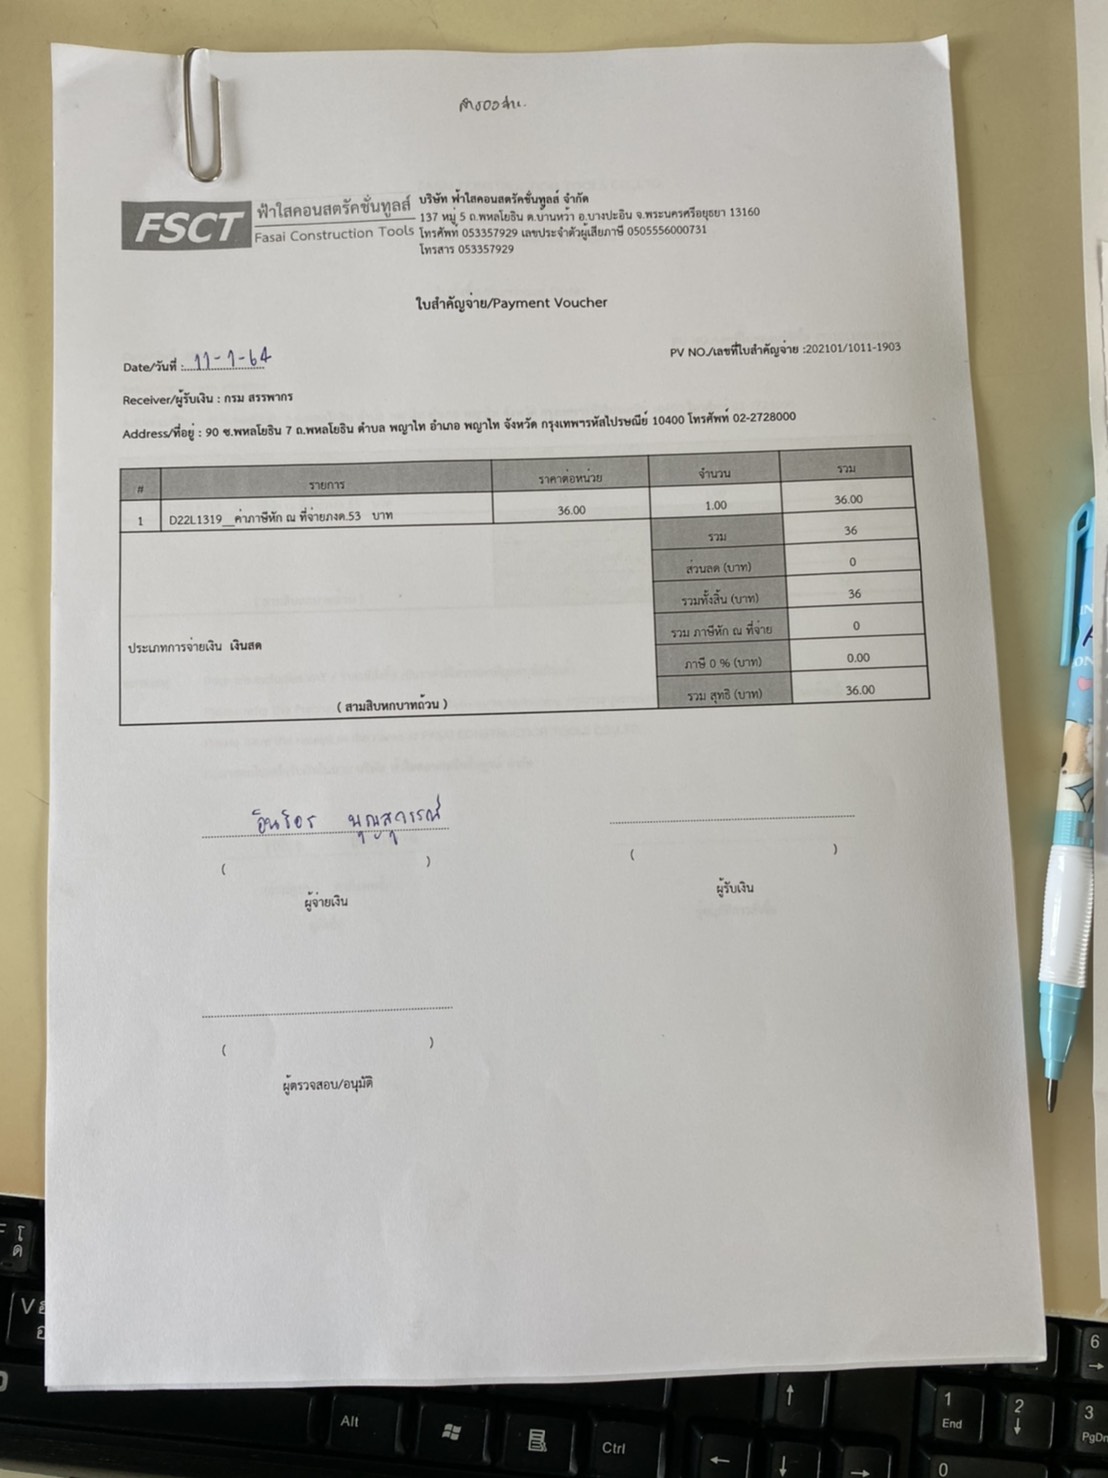 สำรองจ่าย.
FSCT
ฟ้าใสคอนสตรัคชั่นทูลส์
Fasai Construction Tools
บริษัท ฟ้าใสคอนสตรัคชั่นทูลส์ จำกัด
137 หมู่ 5 ถ.พหลโยธิน ต.บ้านหว้า อ.บางปะอิน จ.พระนครศรีอยุธยา 13160
โทรศัพท์ 053357929 เลขประจำตัวผู้เสียภาษี 0505556000731
โทรสาร 053357929
ใบสำคัญจ่าย/Payment Voucher
Date/วันที่ : 11-1-64
PV NO./เลขที่ใบสำคัญจ่าย :202101/1011-1903
Receiver/ผู้รับเงิน : กรม สรรพากร
Address/ที่อยู่ : 90 ซ.พหลโยธิน 7 ถ.พหลโยธิน ตำบล พญาไท อำเภอ พญาไท จังหวัด กรุงเทพฯรหัสไปรษณีย์ 10400 โทรศัพท์ 02-2728000
# รายการ ราคาต่อหน่วย จำนวน รวม
1 D22L1319__ค่าภาษีหัก ณ ที่จ่ายภงด.53 บาท 36.00 1.00 36.00
รวม 36
ส่วนลด (บาท) 0
รวมทั้งสิ้น (บาท) 36
รวม ภาษีหัก ณ ที่จ่าย 0
ประเภทการจ่ายเงิน เงินสด
ภาษี 0 % (บาท) 0.00
( สามสิบหกบาทถ้วน ) รวม สุทธิ (บาท) 36.00
( )
ผู้จ่ายเงิน
( )
ผู้รับเงิน
( )
ผู้ตรวจสอบ/อนุมัติ
Alt
Ctrl
1
End
2
3
PgDn
6
0
V